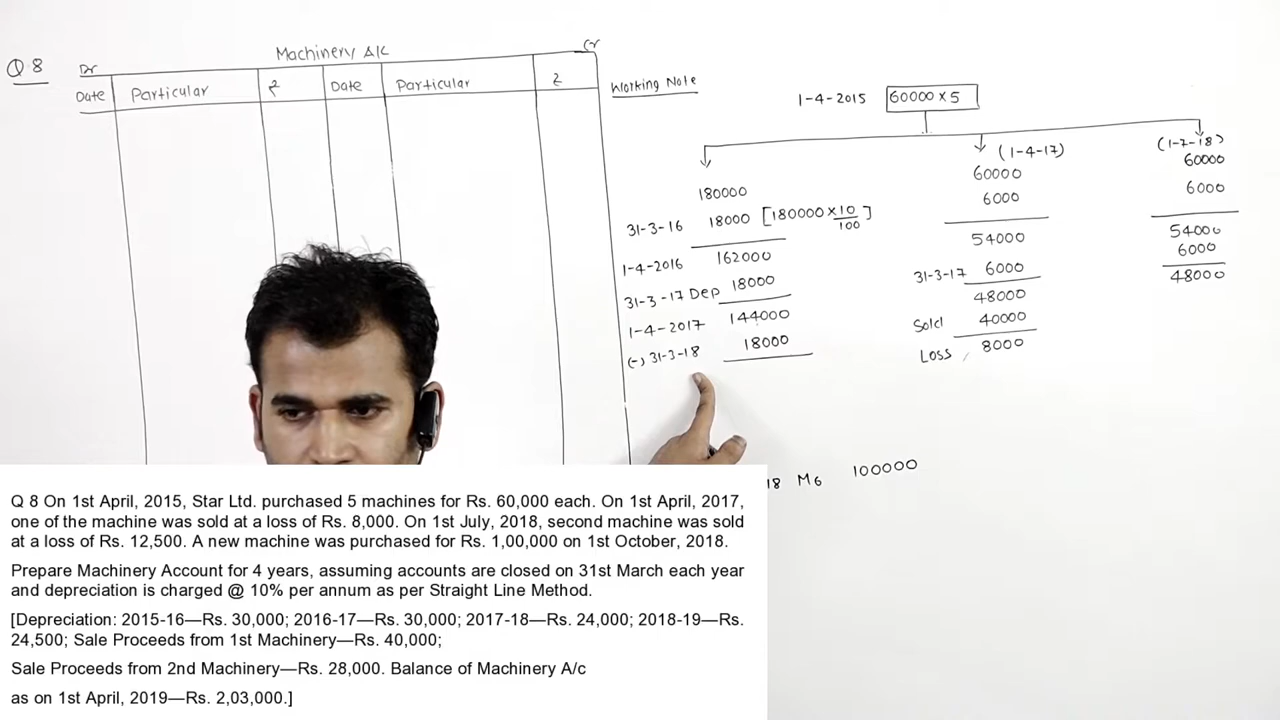 Q 8
Machinery A/C
Dr
Cr
Date Particular ₹ Date Particular ₹
Working Note
1-4-2015 60000 × 5
180000
31-3-16 18000 [180000 × 10/100]
1-4-2016 162000
31-3-17 Dep 18000
1-4-2017 144000
(-) 31-3-18 18000
(1-4-17)
60000
6000
54000
31-3-17 6000
48000
Sold 40000
Loss 8000
(1-7-18)
60000
6000
54000
6000
48000
18 M6 100000
Q 8 On 1st April, 2015, Star Ltd. purchased 5 machines for Rs. 60,000 each. On 1st April, 2017,
one of the machine was sold at a loss of Rs. 8,000. On 1st July, 2018, second machine was sold
at a loss of Rs. 12,500. A new machine was purchased for Rs. 1,00,000 on 1st October, 2018.
Prepare Machinery Account for 4 years, assuming accounts are closed on 31st March each year
and depreciation is charged @ 10% per annum as per Straight Line Method.
[Depreciation: 2015-16—Rs. 30,000; 2016-17—Rs. 30,000; 2017-18—Rs. 24,000; 2018-19—Rs.
24,500; Sale Proceeds from 1st Machinery—Rs. 40,000;
Sale Proceeds from 2nd Machinery—Rs. 28,000. Balance of Machinery A/c
as on 1st April, 2019—Rs. 2,03,000.]